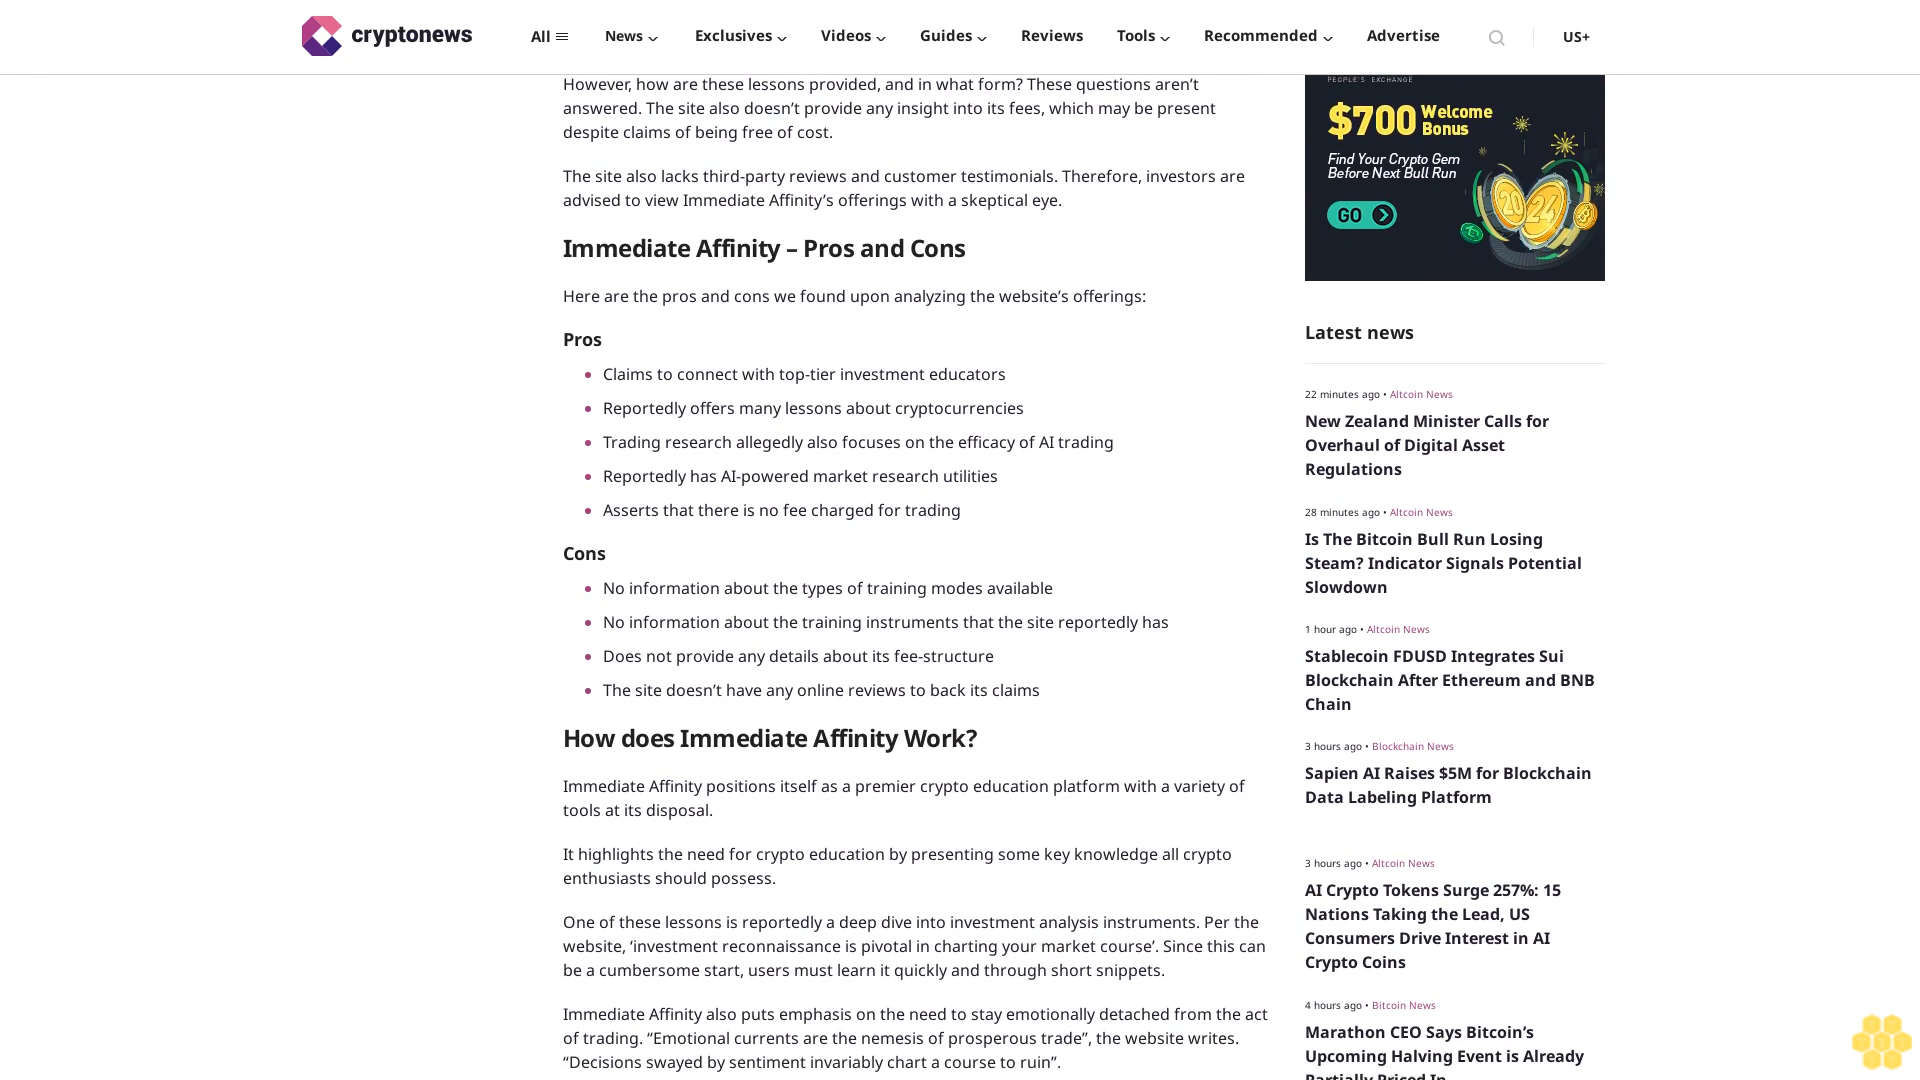 cryptonews
All
News
Exclusives
Videos
Guides
Reviews
Tools
Recommended
Advertise
US+
However, how are these lessons provided, and in what form? These questions aren’t
answered. The site also doesn’t provide any insight into its fees, which may be present
despite claims of being free of cost.
The site also lacks third-party reviews and customer testimonials. Therefore, investors are
advised to view Immediate Affinity’s offerings with a skeptical eye.
Immediate Affinity – Pros and Cons
Here are the pros and cons we found upon analyzing the website’s offerings:
Pros
Claims to connect with top-tier investment educators
Reportedly offers many lessons about cryptocurrencies
Trading research allegedly also focuses on the efficacy of AI trading
Reportedly has AI-powered market research utilities
Asserts that there is no fee charged for trading
Cons
No information about the types of training modes available
No information about the training instruments that the site reportedly has
Does not provide any details about its fee-structure
The site doesn’t have any online reviews to back its claims
How does Immediate Affinity Work?
Immediate Affinity positions itself as a premier crypto education platform with a variety of
tools at its disposal.
It highlights the need for crypto education by presenting some key knowledge all crypto
enthusiasts should possess.
One of these lessons is reportedly a deep dive into investment analysis instruments. Per the
website, ‘investment reconnaissance is pivotal in charting your market course’. Since this can
be a cumbersome start, users must learn it quickly and through short snippets.
Immediate Affinity also puts emphasis on the need to stay emotionally detached from the act
of trading. “Emotional currents are the nemesis of prosperous trade”, the website writes.
“Decisions swayed by sentiment invariably chart a course to ruin”.
PEOPLE'S EXCHANGE
$700 Welcome
Bonus
Find Your Crypto Gem
Before Next Bull Run
GO
20 24
Latest news
22 minutes ago • Altcoin News
New Zealand Minister Calls for
Overhaul of Digital Asset
Regulations
28 minutes ago • Altcoin News
Is The Bitcoin Bull Run Losing
Steam? Indicator Signals Potential
Slowdown
1 hour ago • Altcoin News
Stablecoin FDUSD Integrates Sui
Blockchain After Ethereum and BNB
Chain
3 hours ago • Blockchain News
Sapien AI Raises $5M for Blockchain
Data Labeling Platform
3 hours ago • Altcoin News
AI Crypto Tokens Surge 257%: 15
Nations Taking the Lead, US
Consumers Drive Interest in AI
Crypto Coins
4 hours ago • Bitcoin News
Marathon CEO Says Bitcoin’s
Upcoming Halving Event is Already
Partially Priced In